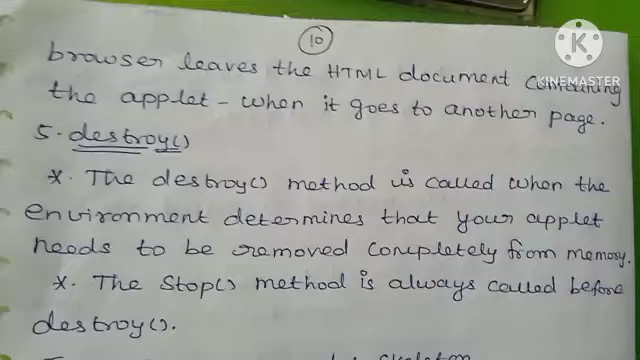 10
browser leaves the HTML document containing
the applet - when it goes to another page.
5. destroy()
*. The destroy() method is called when the
environment determines that your applet
needs to be removed completely from memory.
*. The stop() method is always called before
destroy().
skeleton
K
KINEMASTER